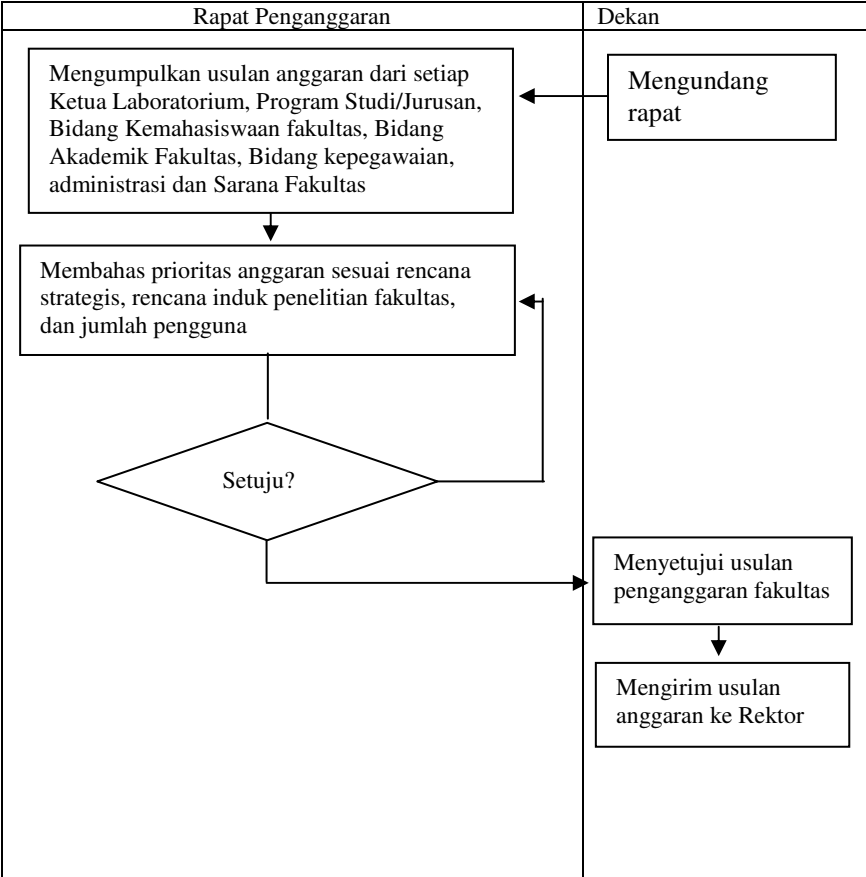 Rapat Penganggaran
Dekan
Mengundang
rapat
Mengumpulkan usulan anggaran dari setiap
Ketua Laboratorium, Program Studi/Jurusan,
Bidang Kemahasiswaan fakultas, Bidang
Akademik Fakultas, Bidang kepegawaian,
administrasi dan Sarana Fakultas
Membahas prioritas anggaran sesuai rencana
strategis, rencana induk penelitian fakultas,
dan jumlah pengguna
Setuju?
Menyetujui usulan
penganggaran fakultas
Mengirim usulan
anggaran ke Rektor